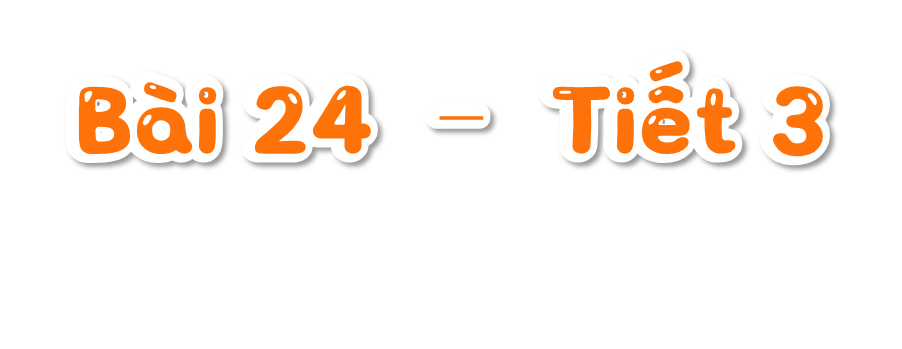 Bài 24 – Tiết 3